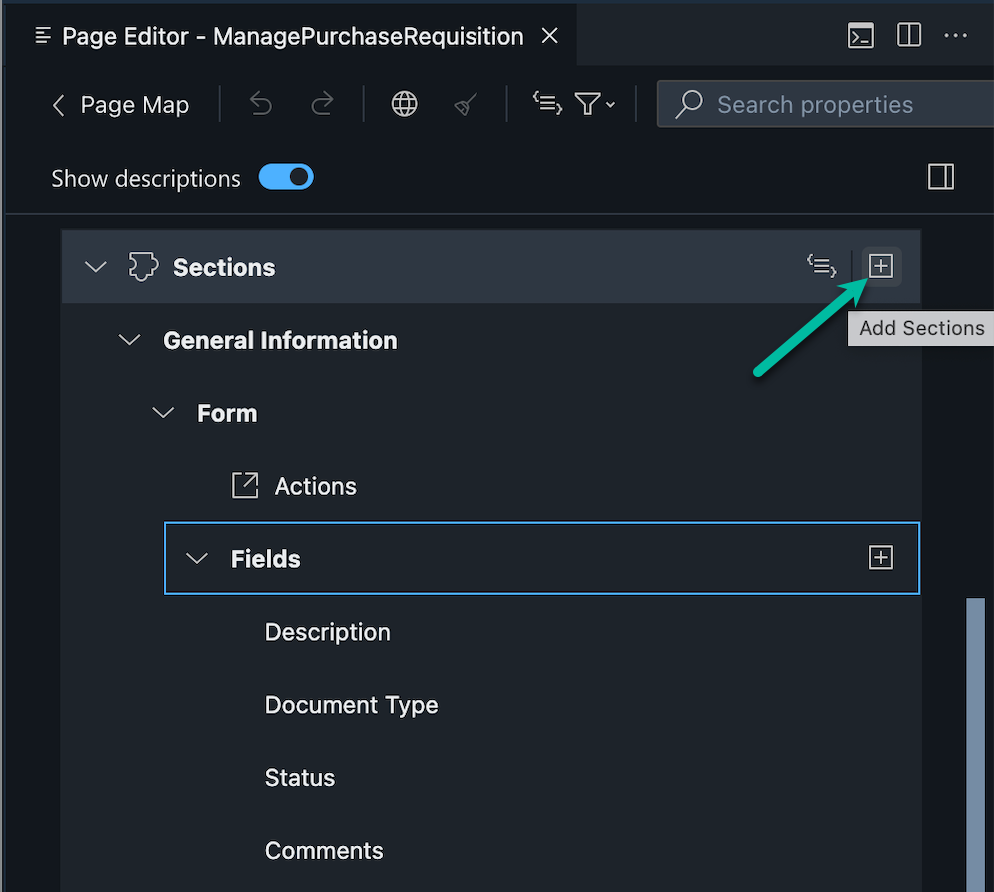 Page Editor - ManagePurchaseRequisition
Page Map
Search properties
Show descriptions
Sections
Add Sections
General Information
Form
Actions
Fields
Description
Document Type
Status
Comments